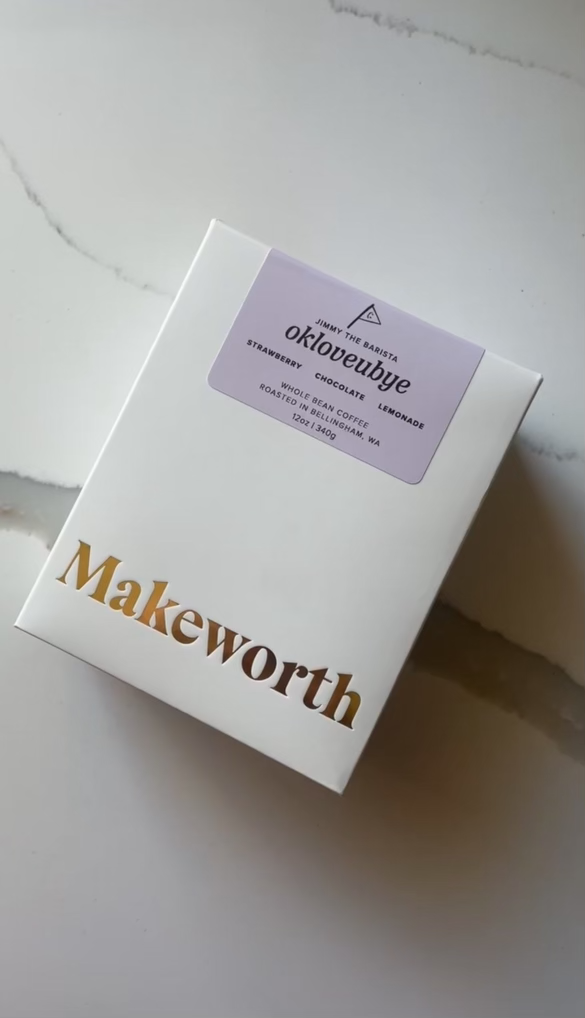 JIMMY THE BARISTA
okloveubye
STRAWBERRY CHOCOLATE LEMONADE
WHOLE BEAN COFFEE
ROASTED IN BELLINGHAM, WA
12oz | 340g
Makeworth